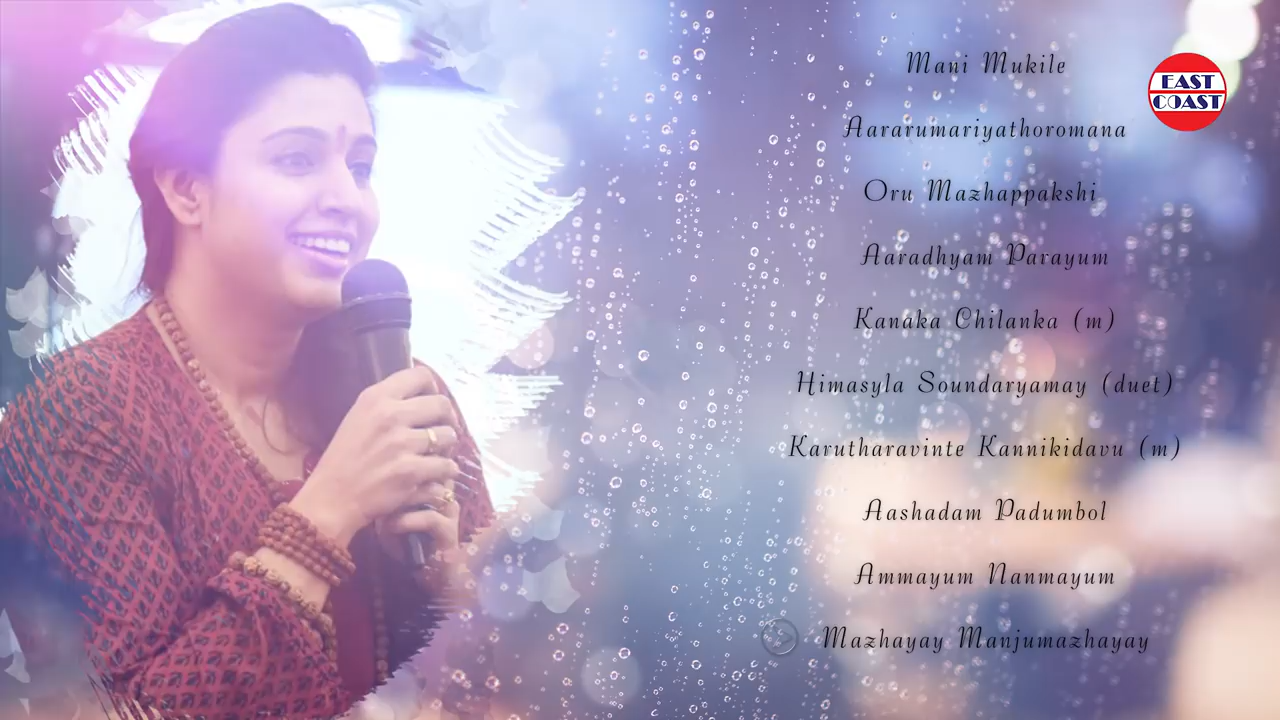 Mani Mukile
EAST
COAST
Aararumariyathoromana
Oru Mazhappakshi
Aaradhyam Parayum
Kanaka Chilanka (m)
Himasyla Soundaryamay (duet)
Karutharavinte Kannikidavu (m)
Aashadam Padumbol
Ammayum Nanmayum
Mazhayay Manjumazhayay